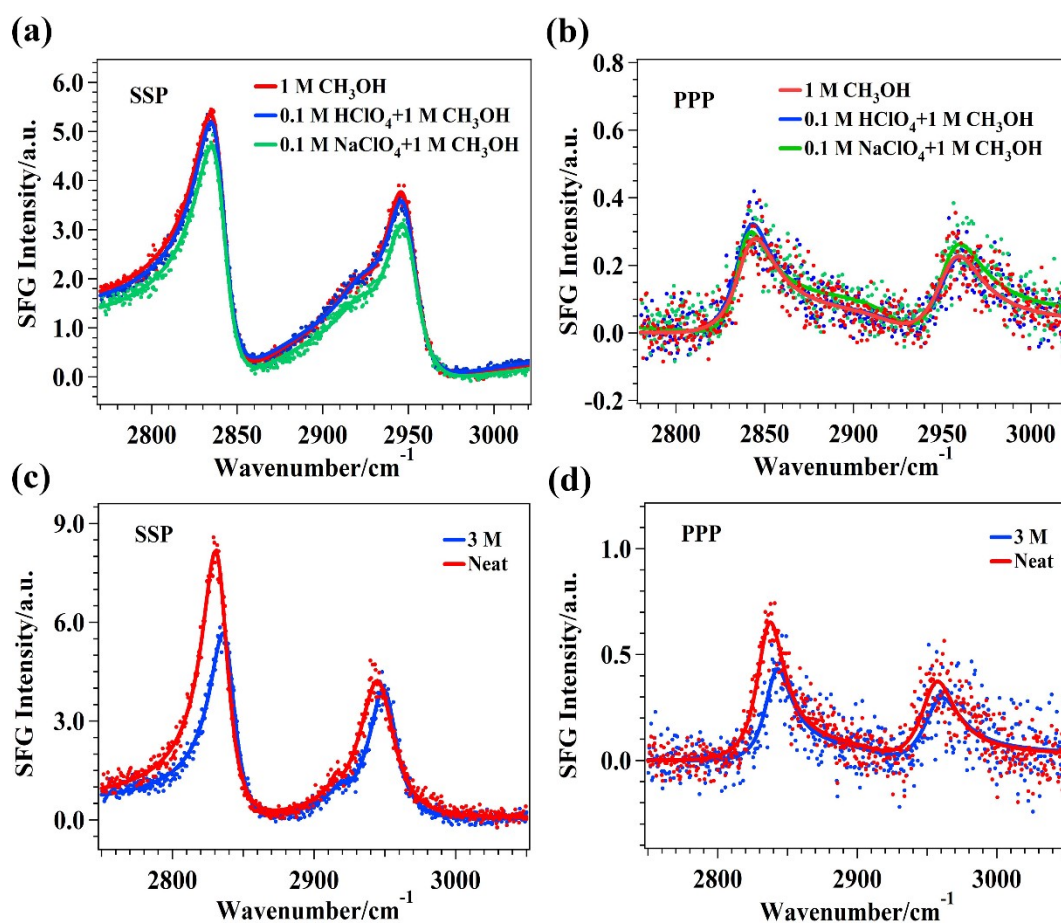 (a)
SSP
1 M CH₃OH
0.1 M HClO₄+1 M CH₃OH
0.1 M NaClO₄+1 M CH₃OH
6.0
5.0
4.0
3.0
2.0
1.0
0.0
SFG Intensity/a.u.
2800 2850 2900 2950 3000
Wavenumber/cm⁻¹
(b)
PPP
1 M CH₃OH
0.1 M HClO₄+1 M CH₃OH
0.1 M NaClO₄+1 M CH₃OH
0.8
0.6
0.4
0.2
0.0
-0.2
SFG Intensity/a.u.
2800 2850 2900 2950 3000
Wavenumber/cm⁻¹
(c)
SSP
3 M
Neat
9.0
6.0
3.0
0.0
SFG Intensity/a.u.
2800 2900 3000
Wavenumber/cm⁻¹
(d)
PPP
3 M
Neat
1.0
0.5
0.0
SFG Intensity/a.u.
2800 2900 3000
Wavenumber/cm⁻¹